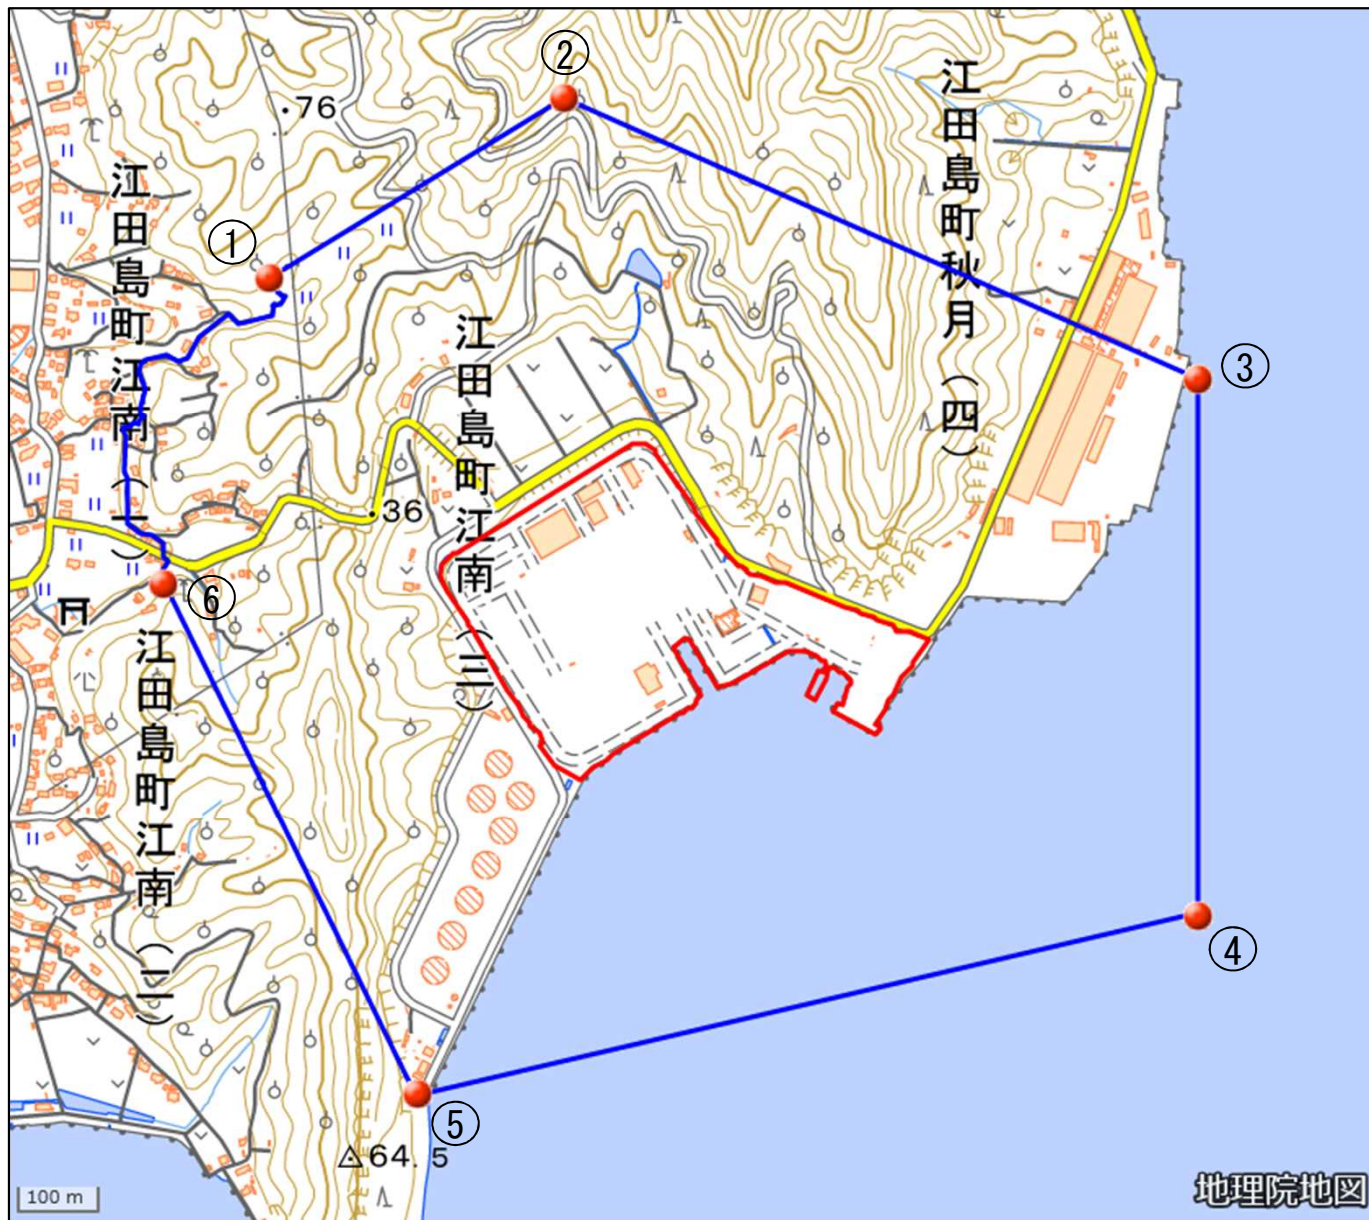 ②
江田島町秋月（四）
・76
江田島町江南（一）
①
江田島町江南（三）
③
・36
⑥
江田島町江南（二）
④
⑤
64.5
100 m
地理院地図